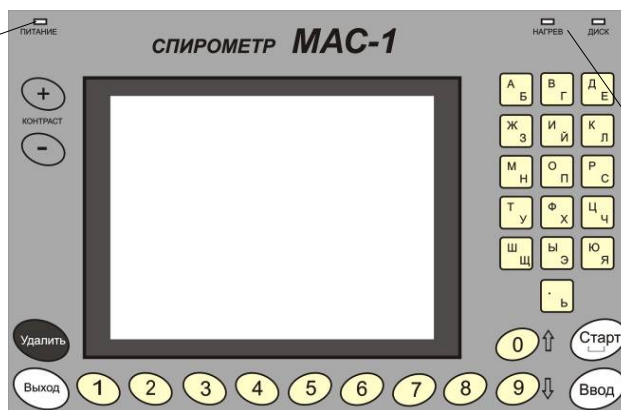 ПИТАНИЕ
НАГРЕВ ДИСК
СПИРОМЕТР МАС-1
+
КОНТРАСТ
-
А Б В Г Д Е
Ж З И Й К Л
М Н О П Р С
Т У Ф Х Ц Ч
Ш Щ Ы Э Ю Я
. Ь
Удалить
0 ⇧ Старт
Выход 1 2 3 4 5 6 7 8 9 ⇩ Ввод